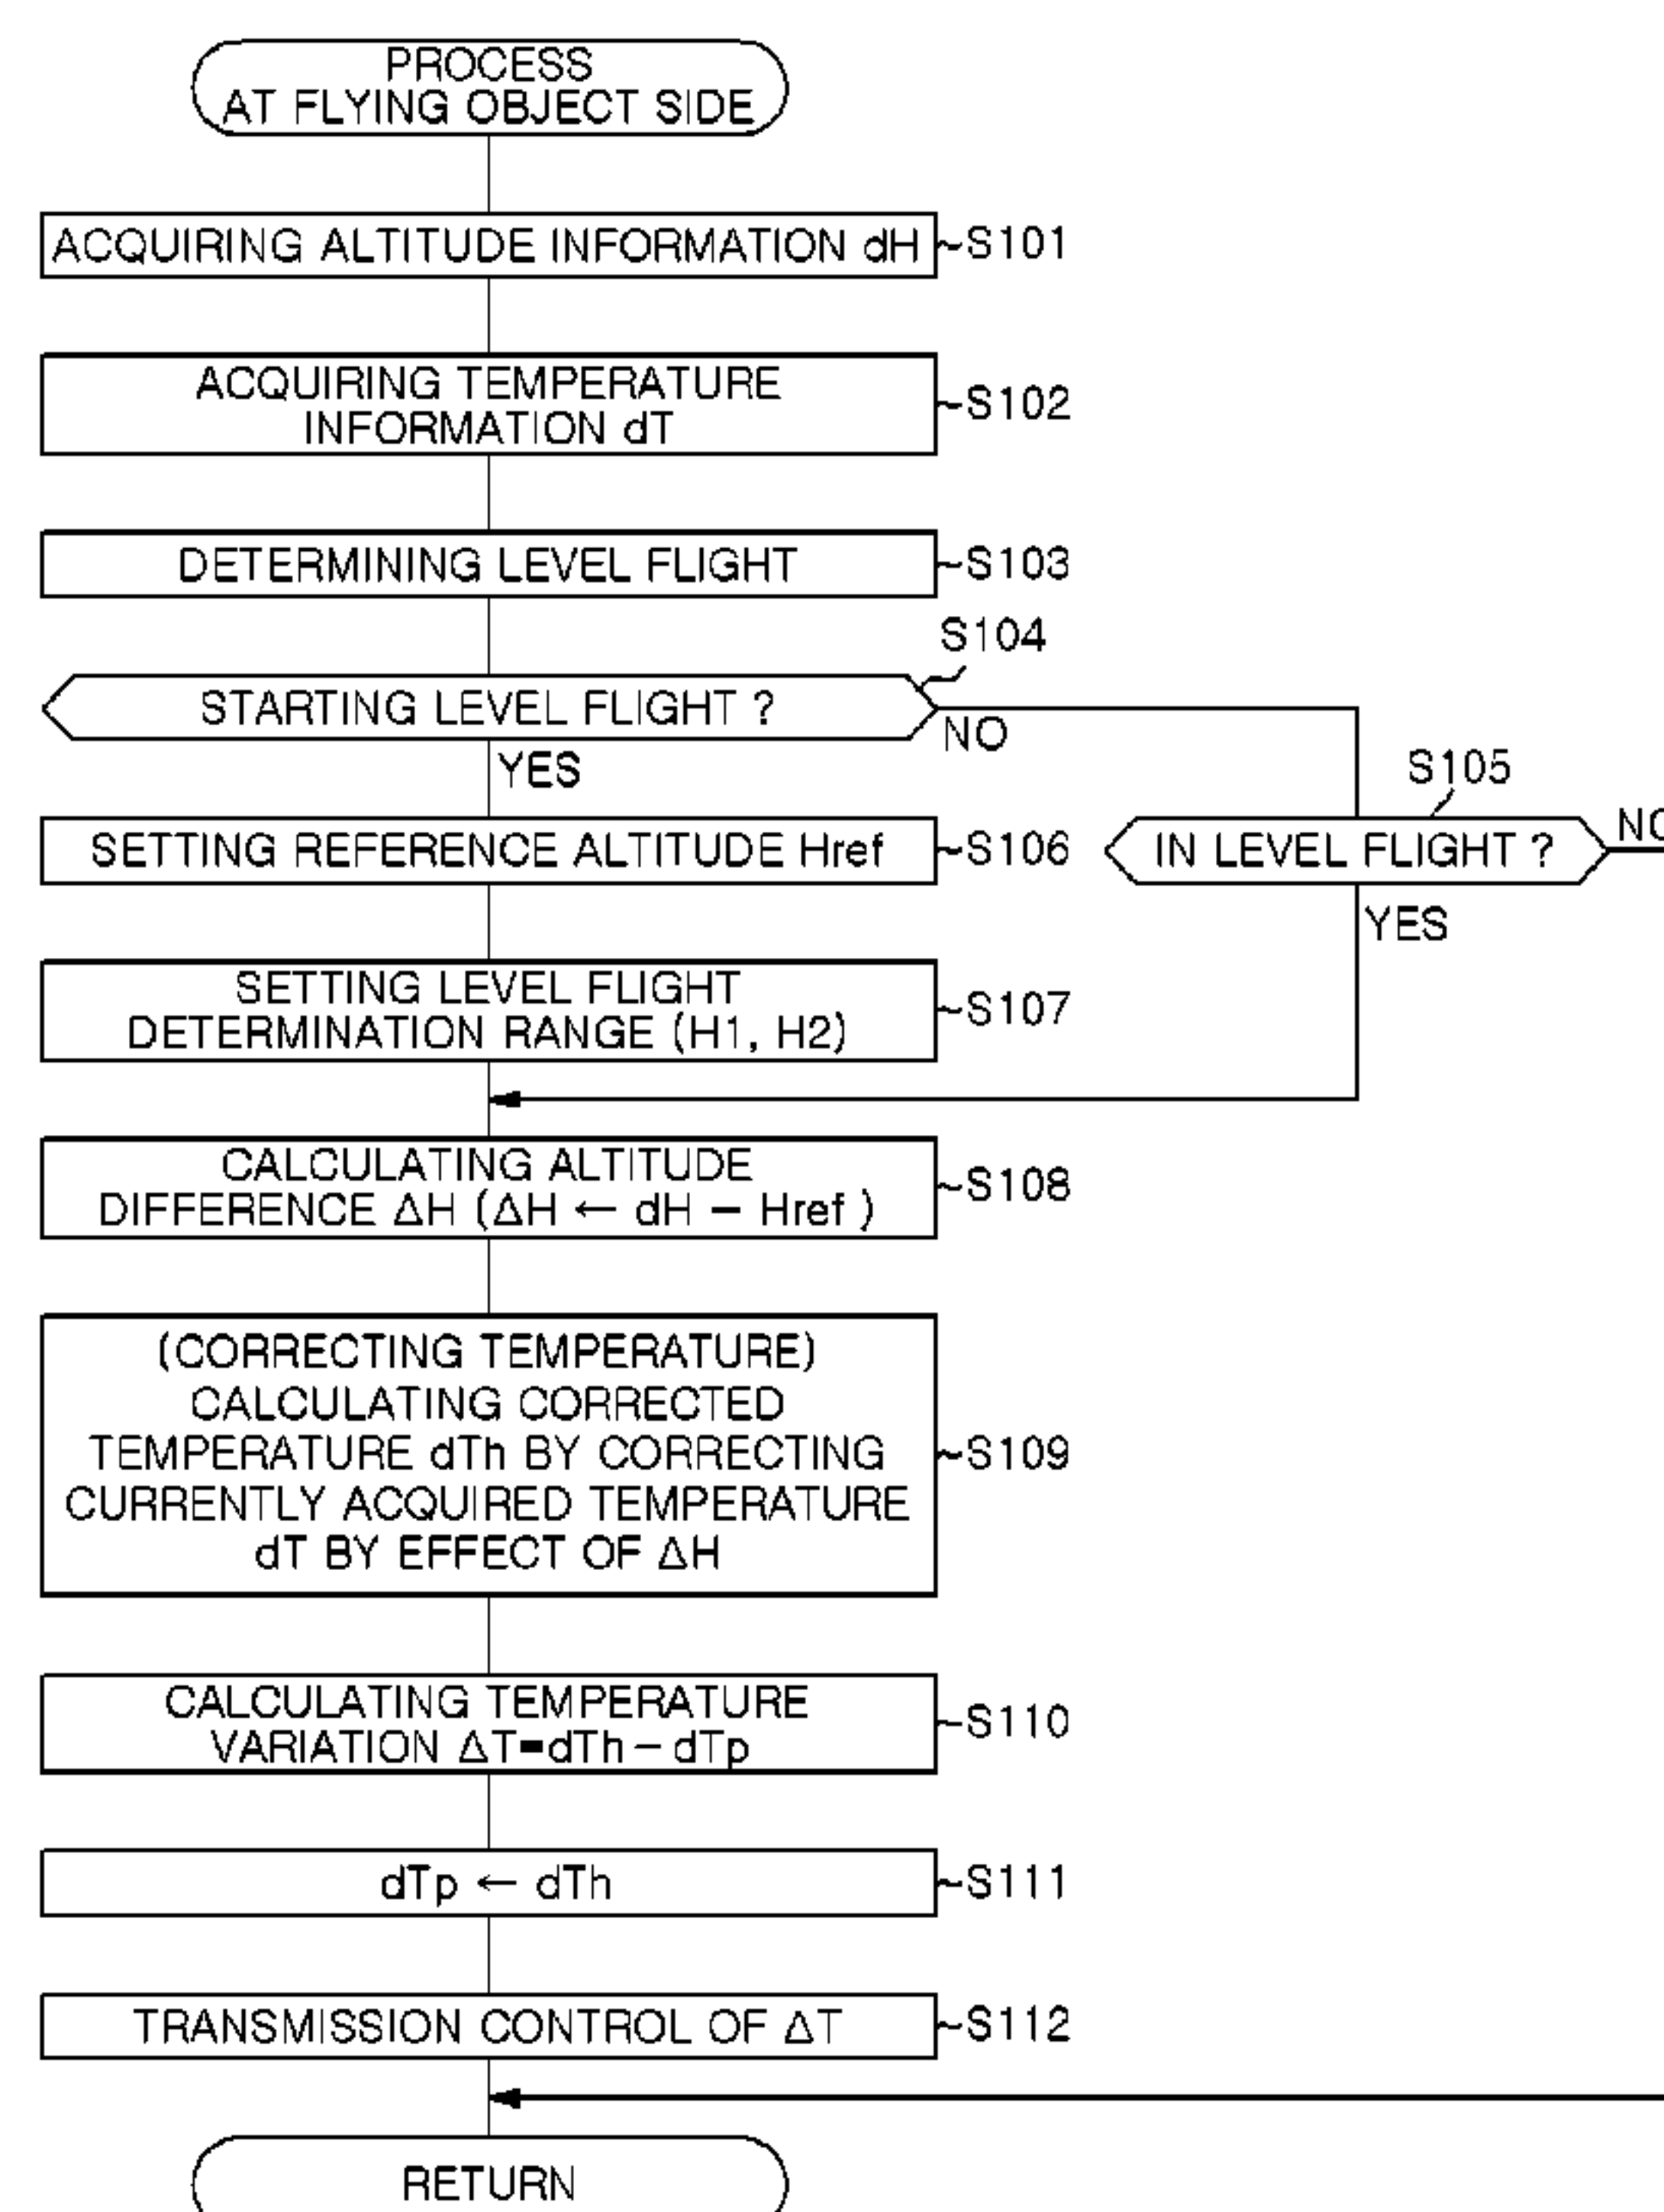 PROCESS
AT FLYING OBJECT SIDE
ACQUIRING ALTITUDE INFORMATION dH
S101
ACQUIRING TEMPERATURE
INFORMATION dT
S102
DETERMINING LEVEL FLIGHT
S103
S104
STARTING LEVEL FLIGHT ?
NO
YES
S105
IN LEVEL FLIGHT ?
NO
YES
SETTING REFERENCE ALTITUDE Href
S106
SETTING LEVEL FLIGHT
DETERMINATION RANGE (H1, H2)
S107
CALCULATING ALTITUDE
DIFFERENCE ΔH (ΔH ← dH − Href )
S108
(CORRECTING TEMPERATURE)
CALCULATING CORRECTED
TEMPERATURE dTh BY CORRECTING
CURRENTLY ACQUIRED TEMPERATURE
dT BY EFFECT OF ΔH
S109
CALCULATING TEMPERATURE
VARIATION ΔT=dTh − dTp
S110
dTp ← dTh
S111
TRANSMISSION CONTROL OF ΔT
S112
RETURN